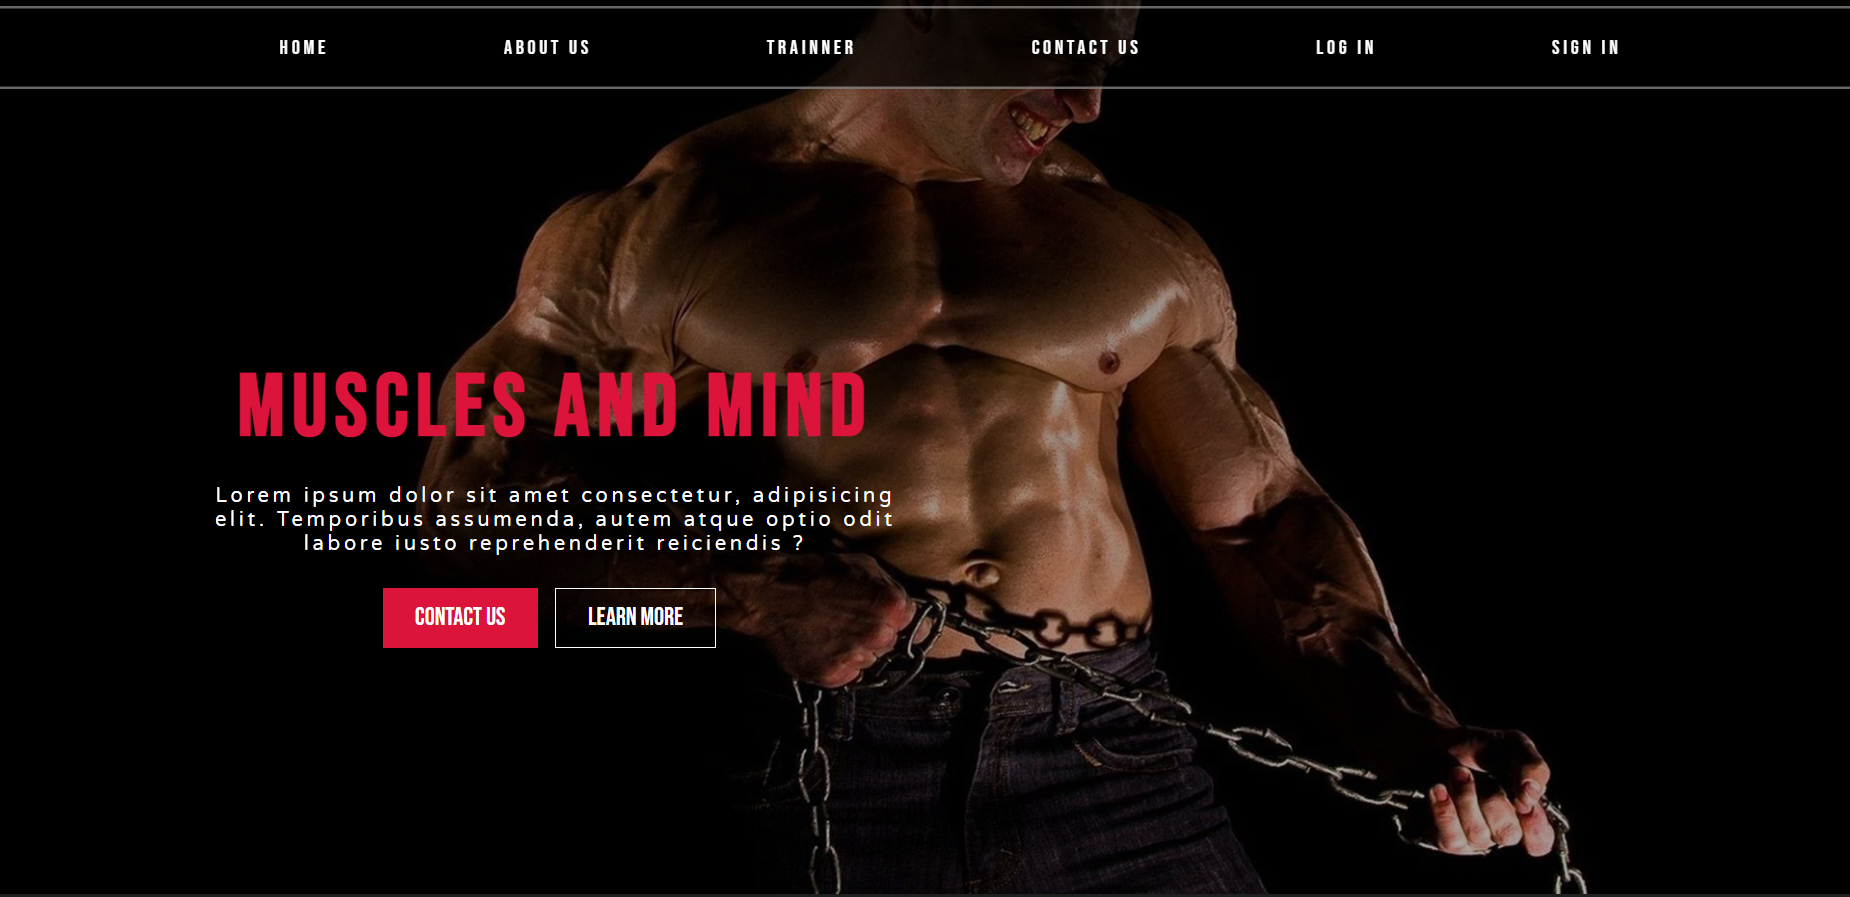 HOME ABOUT US TRAINNER CONTACT US LOG IN SIGN IN
MUSCLES AND MIND
Lorem ipsum dolor sit amet consectetur, adipisicing
elit. Temporibus assumenda, autem atque optio odit
labore iusto reprehenderit reiciendis ?
CONTACT US LEARN MORE